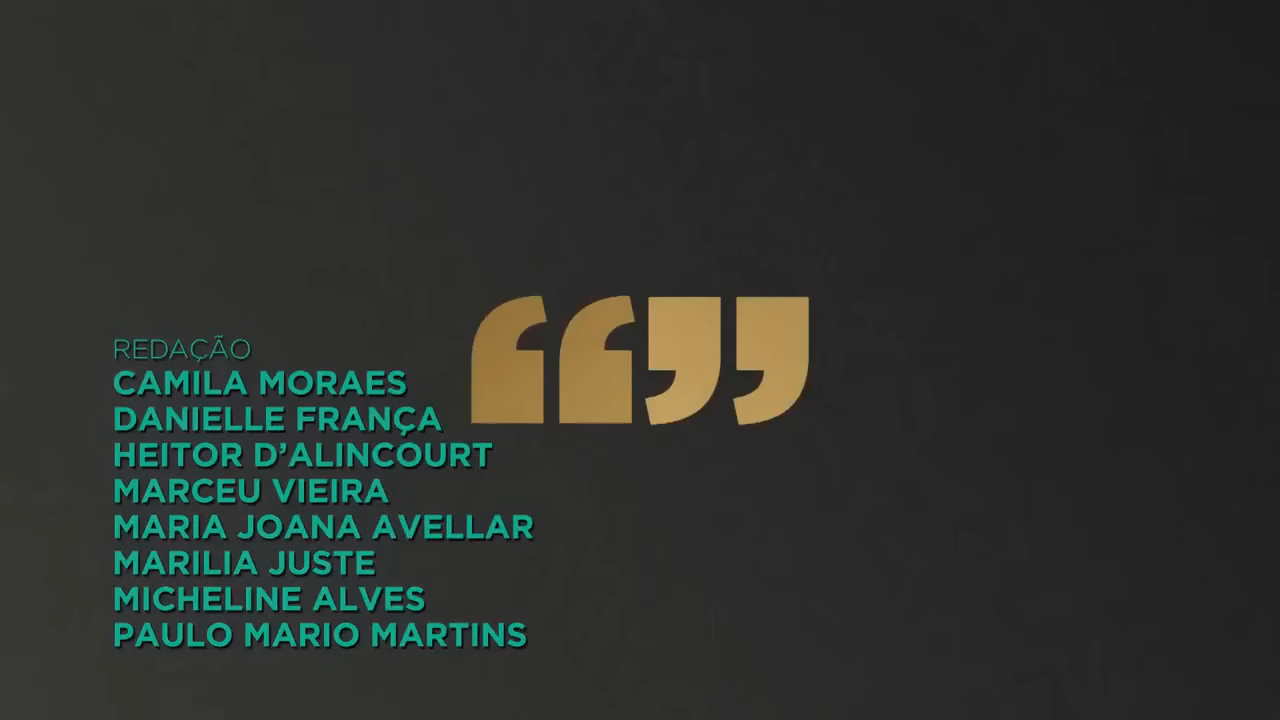 REDAÇÃO
CAMILA MORAES
DANIELLE FRANÇA
HEITOR D’ALINCOURT
MARCEU VIEIRA
MARIA JOANA AVELLAR
MARILIA JUSTE
MICHELINE ALVES
PAULO MARIO MARTINS